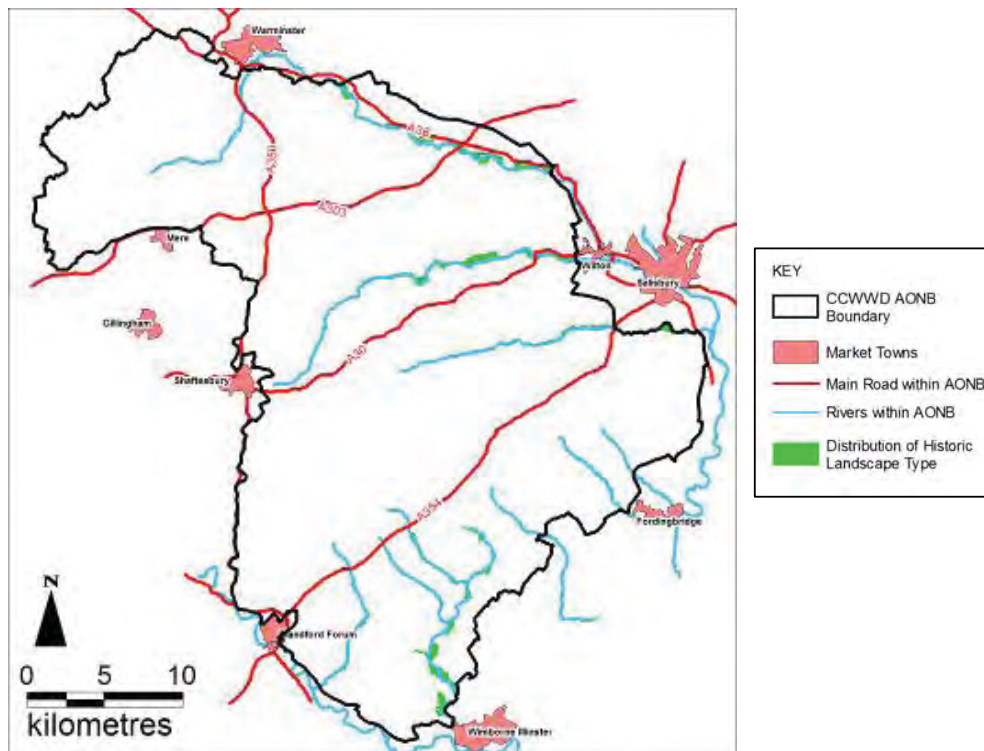 Warminster
A36
A350
A303
Mere
Wilton
Salisbury
Gillingham
A30
Shaftesbury
A354
Fordingbridge
N
Blandford Forum
0 5 10
kilometres
Wimborne Minster
KEY
CCWWD AONB
Boundary
Market Towns
Main Road within AONB
Rivers within AONB
Distribution of Historic
Landscape Type